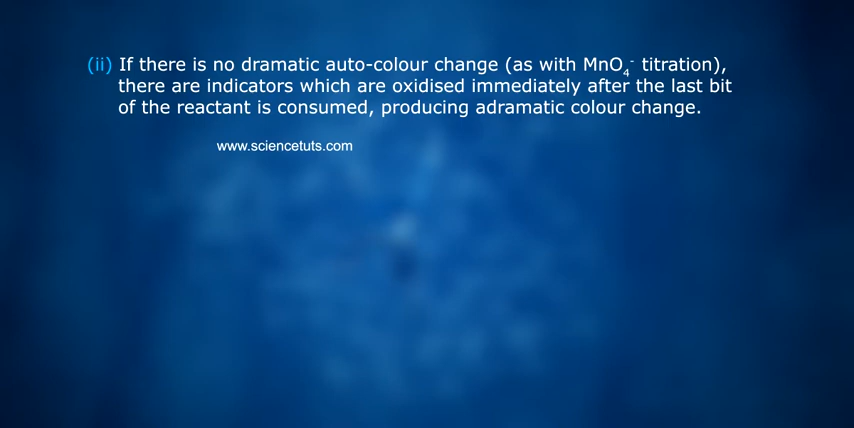 (ii) If there is no dramatic auto-colour change (as with MnO₄⁻ titration),
there are indicators which are oxidised immediately after the last bit
of the reactant is consumed, producing adramatic colour change.
www.sciencetuts.com